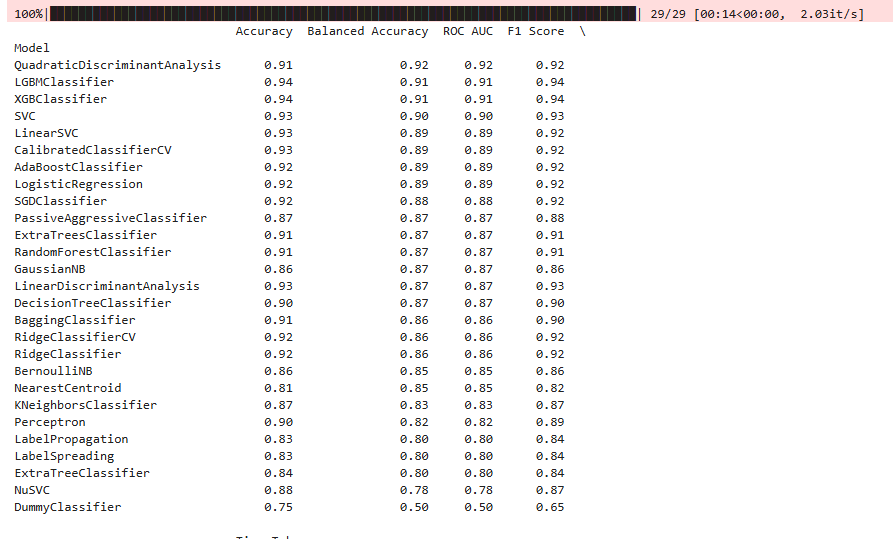 100%| | 29/29 [00:14<00:00, 2.03it/s]
Accuracy Balanced Accuracy ROC AUC F1 Score \
Model
QuadraticDiscriminantAnalysis 0.91 0.92 0.92 0.92
LGBMClassifier 0.94 0.91 0.91 0.94
XGBClassifier 0.94 0.91 0.91 0.94
SVC 0.93 0.90 0.90 0.93
LinearSVC 0.93 0.89 0.89 0.92
CalibratedClassifierCV 0.93 0.89 0.89 0.92
AdaBoostClassifier 0.92 0.89 0.89 0.92
LogisticRegression 0.92 0.89 0.89 0.92
SGDClassifier 0.92 0.88 0.88 0.92
PassiveAggressiveClassifier 0.87 0.87 0.87 0.88
ExtraTreesClassifier 0.91 0.87 0.87 0.91
RandomForestClassifier 0.91 0.87 0.87 0.91
GaussianNB 0.86 0.87 0.87 0.86
LinearDiscriminantAnalysis 0.93 0.87 0.87 0.93
DecisionTreeClassifier 0.90 0.87 0.87 0.90
BaggingClassifier 0.91 0.86 0.86 0.90
RidgeClassifierCV 0.92 0.86 0.86 0.92
RidgeClassifier 0.92 0.86 0.86 0.92
BernoulliNB 0.86 0.85 0.85 0.86
NearestCentroid 0.81 0.85 0.85 0.82
KNeighborsClassifier 0.87 0.83 0.83 0.87
Perceptron 0.90 0.82 0.82 0.89
LabelPropagation 0.83 0.80 0.80 0.84
LabelSpreading 0.83 0.80 0.80 0.84
ExtraTreeClassifier 0.84 0.80 0.80 0.84
NuSVC 0.88 0.78 0.78 0.87
DummyClassifier 0.75 0.50 0.50 0.65